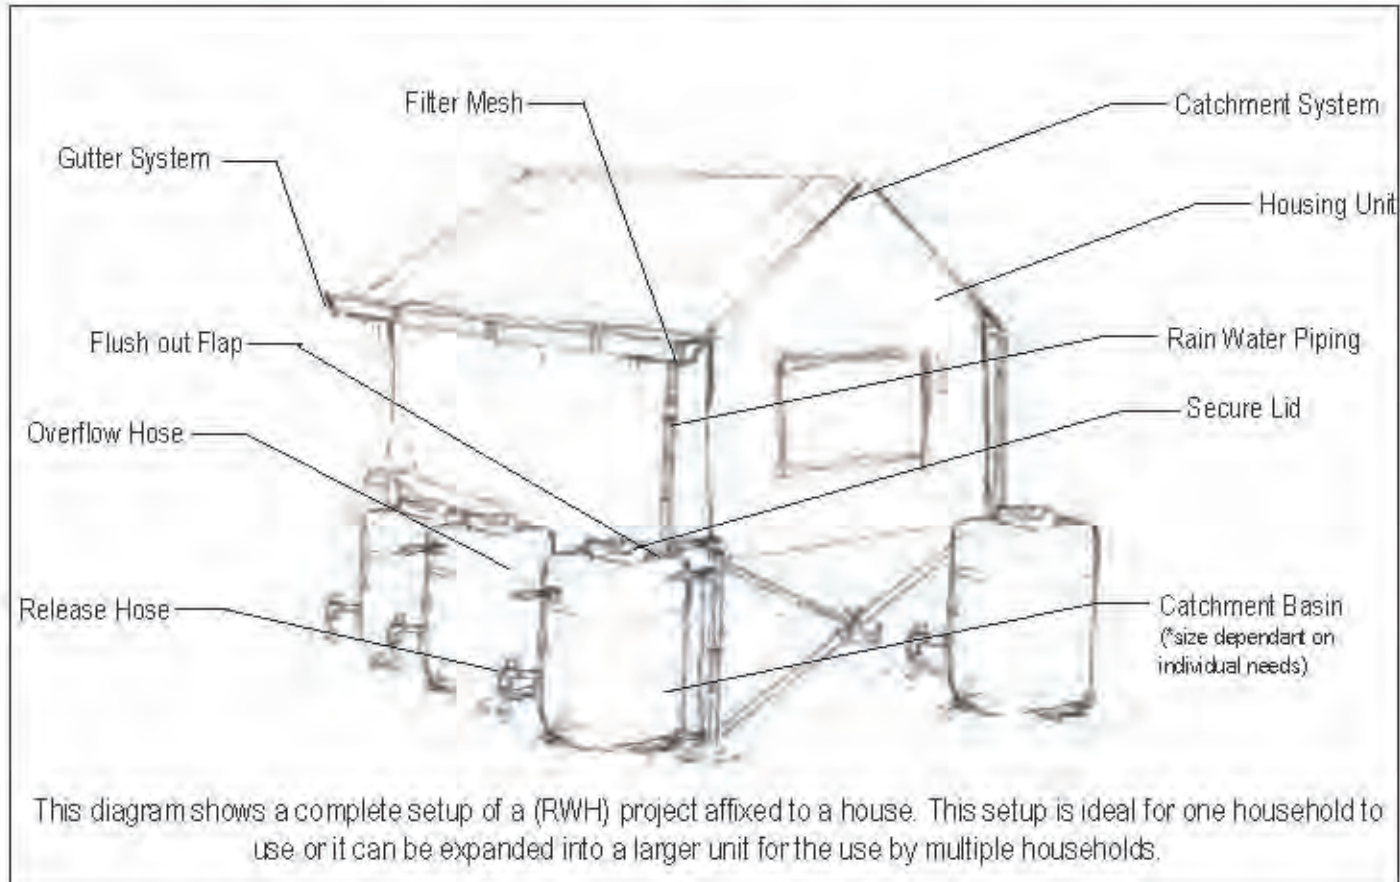 Filter Mesh
Catchment System
Gutter System
Housing Unit
Flush out Flap
Rain Water Piping
Secure Lid
Overflow Hose
Release Hose
Catchment Basin
(*size dependant on
individual needs)
This diagram shows a complete setup of a (RWH) project affixed to a house. This setup is ideal for one household to
use or it can be expanded into a larger unit for the use by multiple households.